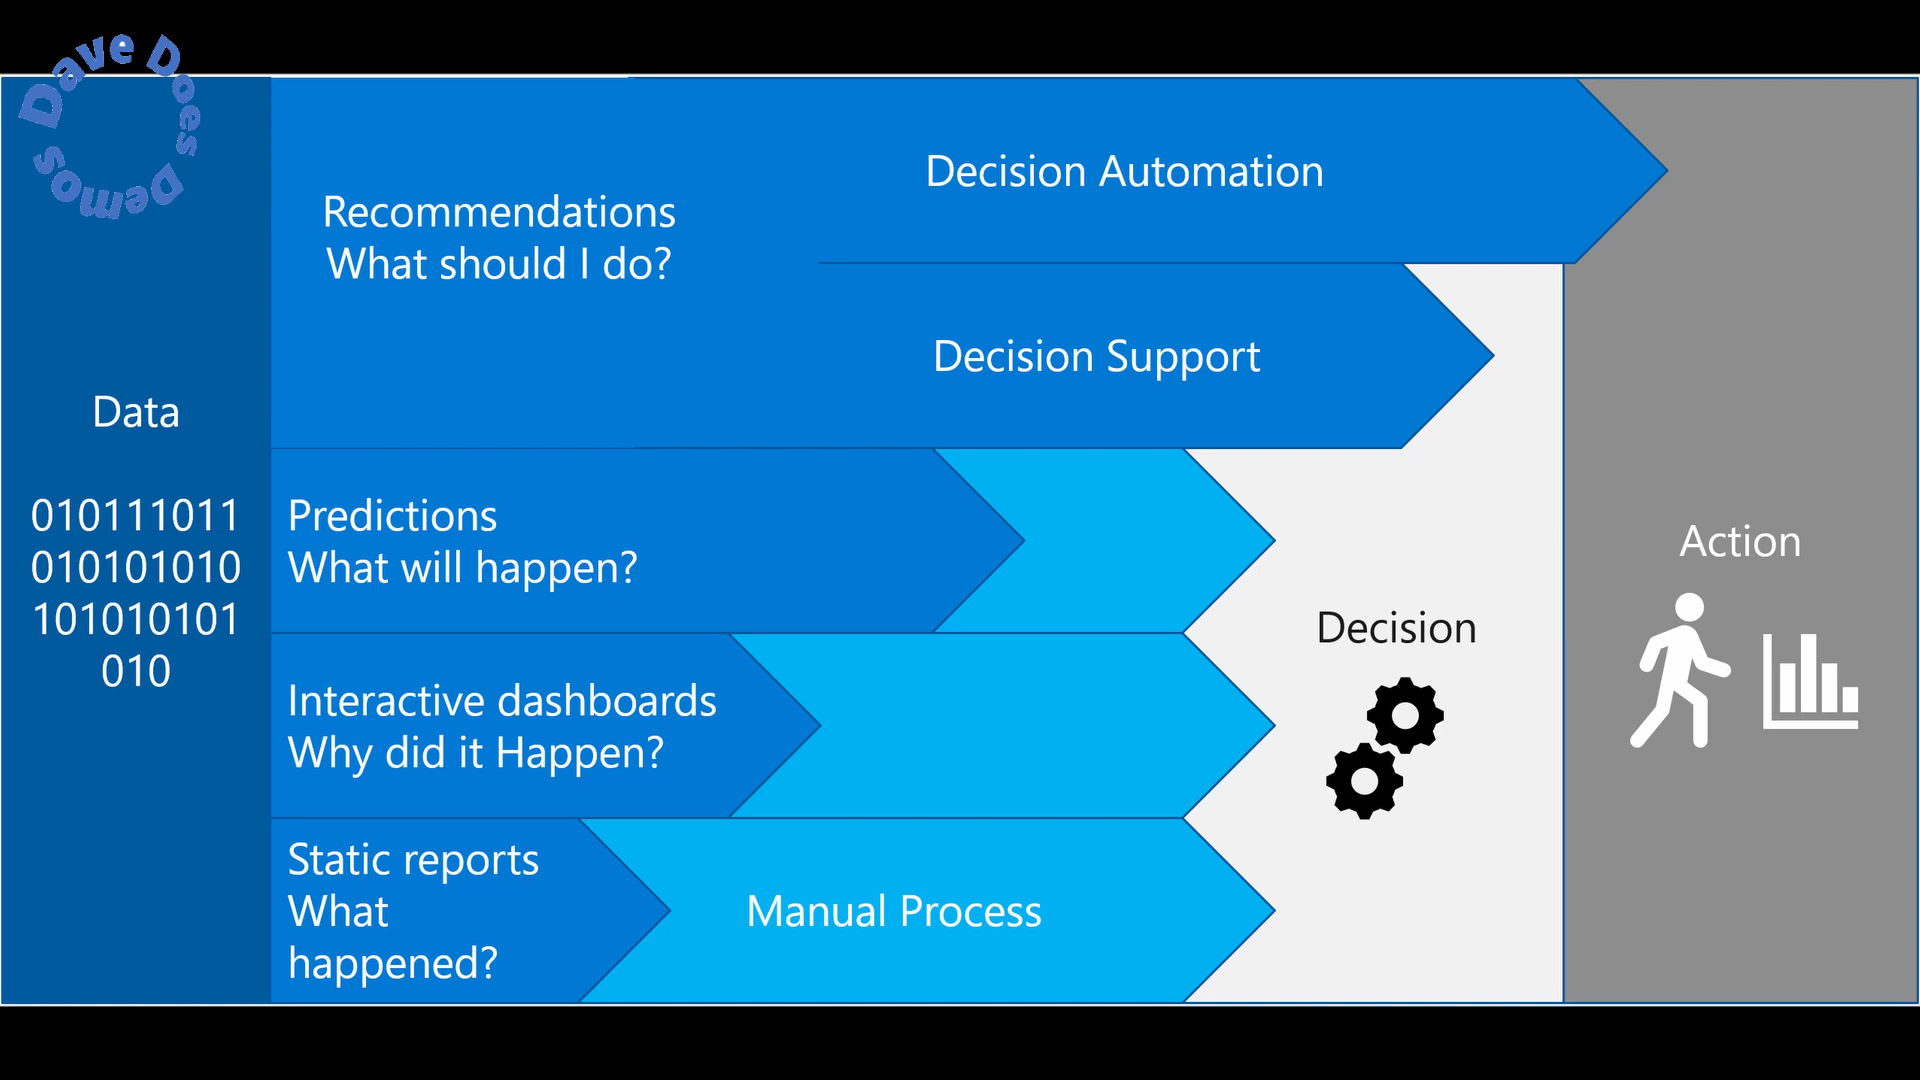 Dave Does Demos
Data
010111011
010101010
101010101
010
Recommendations
What should I do?
Decision Automation
Decision Support
Predictions
What will happen?
Interactive dashboards
Why did it Happen?
Static reports
What
happened?
Manual Process
Decision
Action